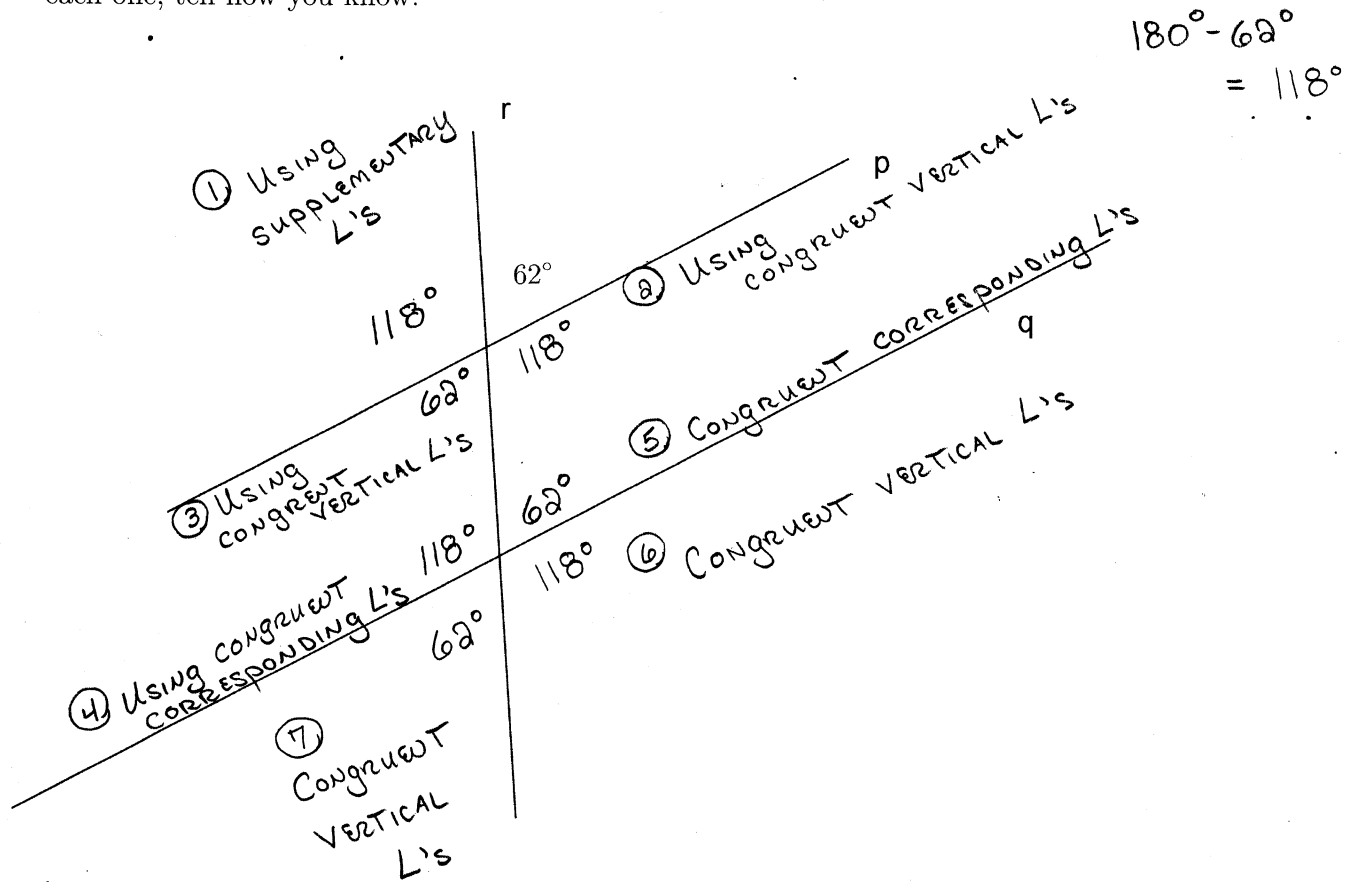 each one, tell how you know.
180° - 62°
= 118°
r
① Using
supplementary
L's
p
62°
② Using
congruent vertical L's
118°
118°
62°
q
③ Using
congrent
vertical L's
⑤ Congruent corresponding L's
62°
118°
118°
⑥ Congruent vertical L's
④ Using congruent
corresponding L's
62°
⑦
Congruent
vertical
L's